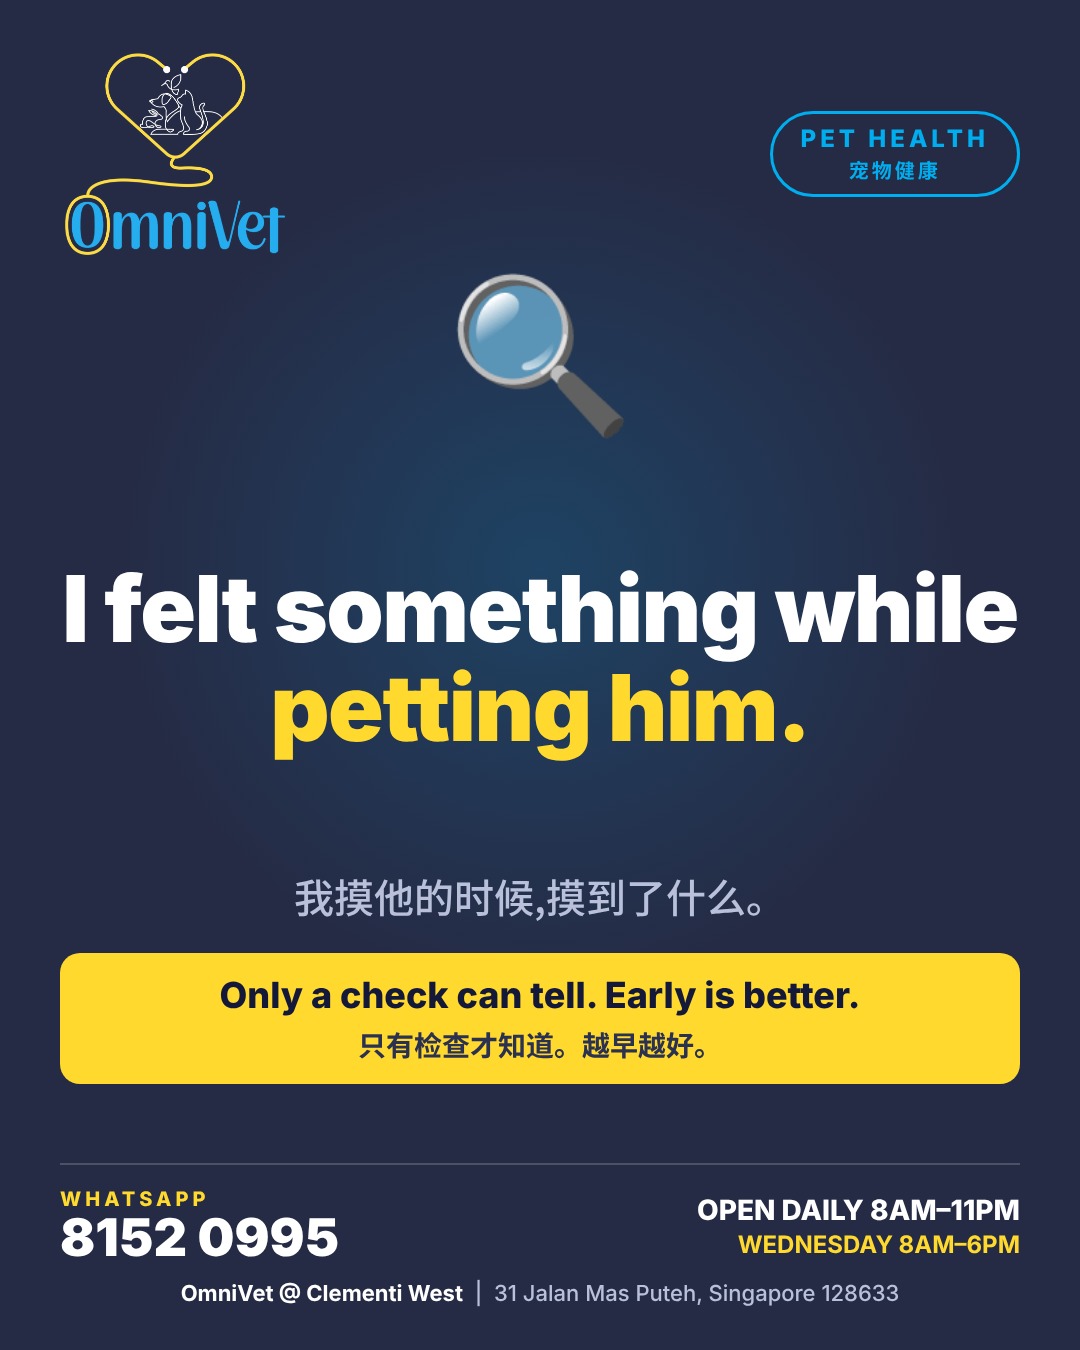 OmniVet
PET HEALTH
宠物健康
I felt something while
petting him.
我摸他的时候,摸到了什么。
Only a check can tell. Early is better.
只有检查才知道。越早越好。
WHATSAPP
8152 0995
OPEN DAILY 8AM–11PM
WEDNESDAY 8AM–6PM
OmniVet @ Clementi West | 31 Jalan Mas Puteh, Singapore 128633